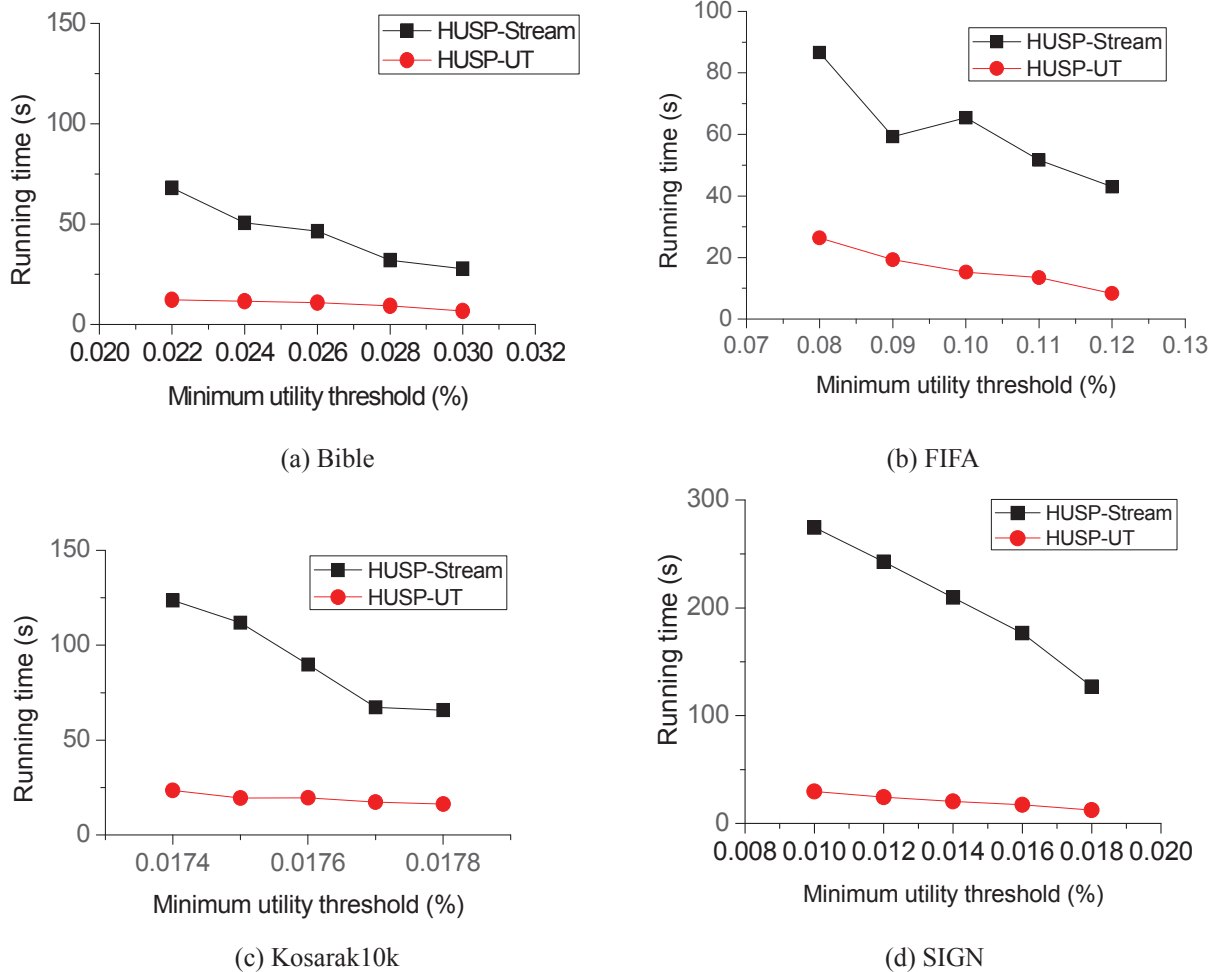 150
100
50
0
Running time (s)
HUSP-Stream
HUSP-UT
0.020 0.022 0.024 0.026 0.028 0.030 0.032
Minimum utility threshold (%)
(a) Bible
100
80
60
40
20
0
Running time (s)
HUSP-Stream
HUSP-UT
0.07 0.08 0.09 0.10 0.11 0.12 0.13
Minimum utility threshold (%)
(b) FIFA
150
100
50
0
Running time (s)
HUSP-Stream
HUSP-UT
0.0174 0.0176 0.0178
Minimum utility threshold (%)
(c) Kosarak10k
300
200
100
0
Running time (s)
HUSP-Stream
HUSP-UT
0.008 0.010 0.012 0.014 0.016 0.018 0.020
Minimum utility threshold (%)
(d) SIGN